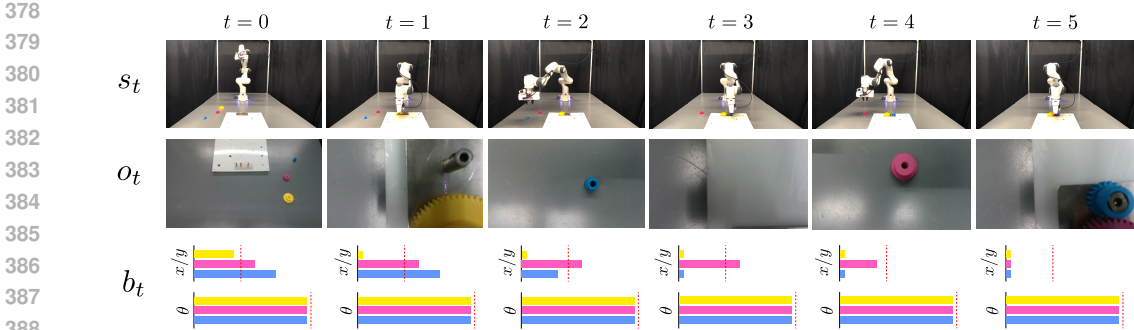 378
379
380
381
382
383
384
385
386
387
388
t = 0 t = 1 t = 2 t = 3 t = 4 t = 5
s_t
o_t
b_t
x/y x/y x/y x/y x/y x/y
θ θ θ θ θ θ